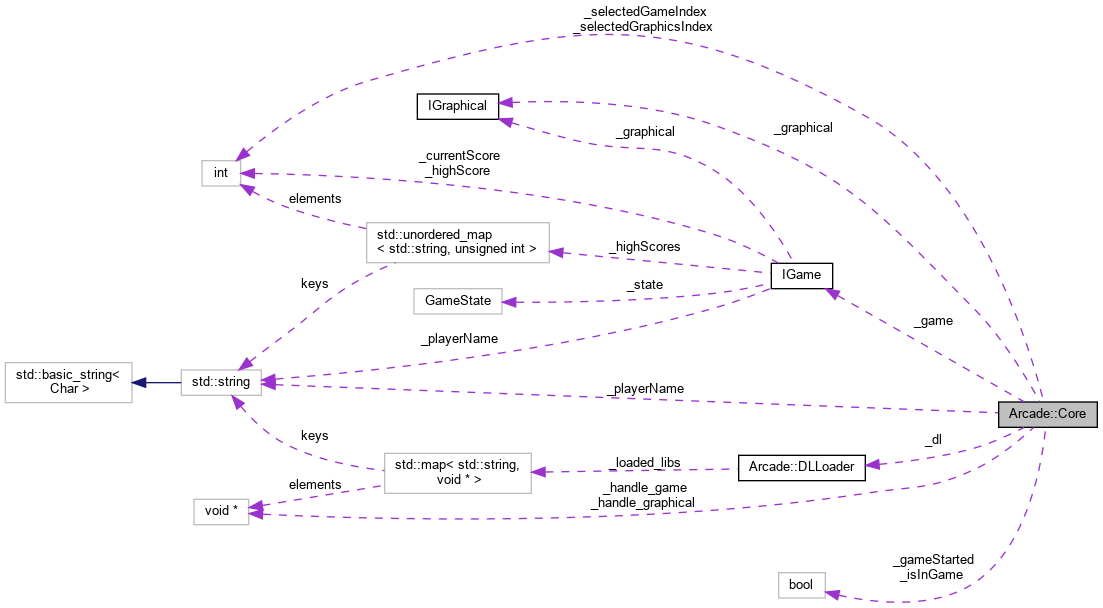 _selectedGameIndex
_selectedGraphicsIndex
IGraphical
_graphical
_graphical
_currentScore
_highScore
int
elements
std::unordered_map
< std::string, unsigned int >
_highScores
IGame
keys
_state
GameState
_game
_playerName
std::basic_string<
Char >
std::string
_playerName
Arcade::Core
keys
_dl
std::map< std::string,
void * >
_loaded_libs
Arcade::DLLoader
elements
_handle_game
_handle_graphical
void *
_gameStarted
_isInGame
bool